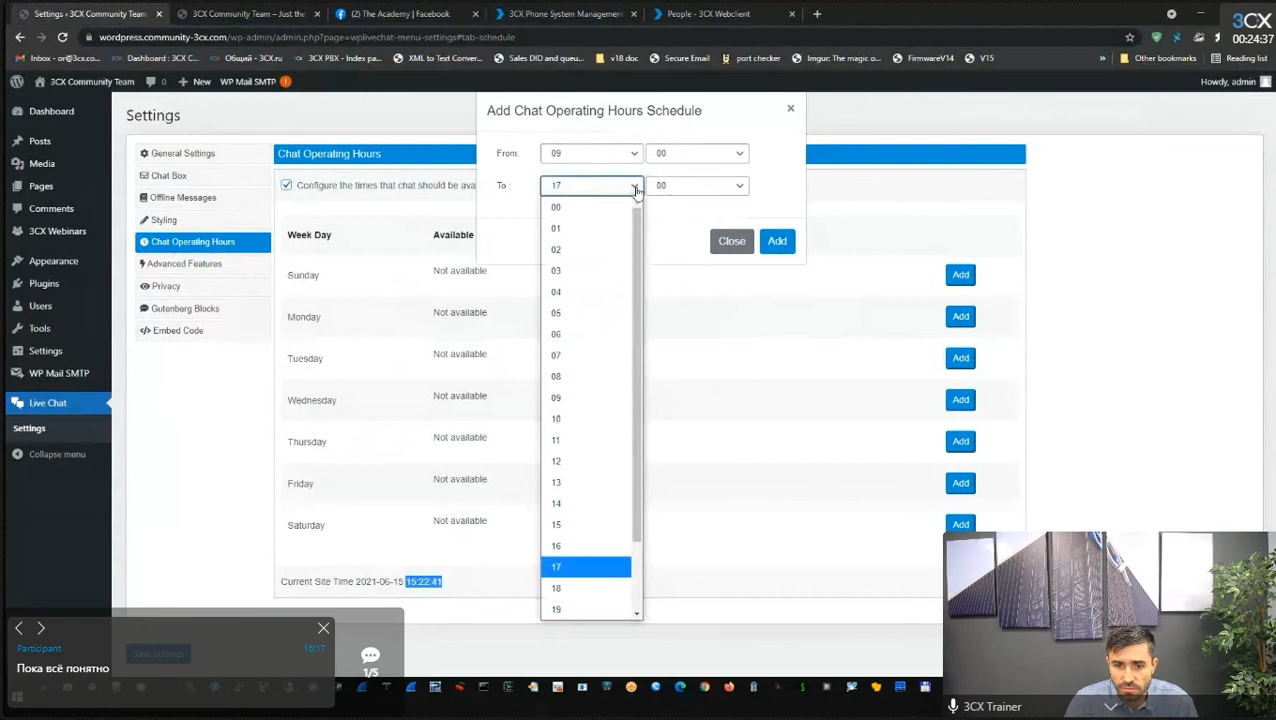 Settings ‹ 3CX Community Team
3CX Community Team – Just the
(2) The Academy | Facebook
3CX Phone System Management
People - 3CX Webclient
3CX
00:24:37
wordpress.community-3cx.com/wp-admin/admin.php?page=wplivechat-menu-settings#tab-schedule
Inbox - or@3cx.co...
Dashboard : 3CX C...
Общий - 3CX.ru
3CX PBX - Index pa...
XML to Text Conver...
Sales DID and queu...
v18 doc
Secure Email
port checker
Imgur: The magic o...
FirmwareV14
V15
»
Other bookmarks
3CX Community Team
0
+ New
WP Mail SMTP
Howdy, admin
Dashboard
Posts
Media
Pages
Comments
3CX Webinars
Appearance
Plugins
Users
Tools
Settings
WP Mail SMTP
Live Chat
Settings
Collapse menu
Settings
General Settings
Chat Box
Offline Messages
Styling
Chat Operating Hours
Advanced Features
Privacy
Gutenberg Blocks
Embed Code
Chat Operating Hours
Configure the times that chat should be ava
Week Day
Available
Sunday
Not available
Add
Monday
Not available
Add
Tuesday
Not available
Add
Wednesday
Not available
Add
Thursday
Not available
Add
Friday
Not available
Add
Saturday
Not available
Add
Current Site Time 2021-06-15 15:22:41
Save Settings
Add Chat Operating Hours Schedule
×
From:
09
00
To :
17
00
Close
Add
00
01
02
03
04
05
06
07
08
09
10
11
12
13
14
15
16
17
18
19
Participant
16:17
Пока всё понятно
1/5
3CX Trainer